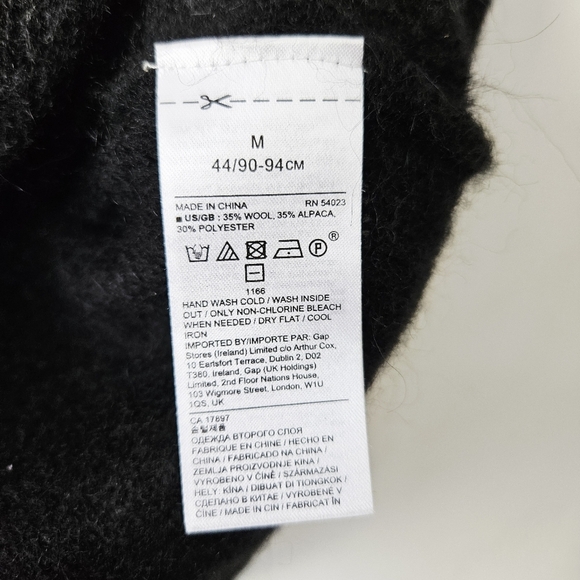 M
44/90-94CM
MADE IN CHINA RN 54023
US/GB : 35% WOOL, 35% ALPACA,
30% POLYESTER
1166
HAND WASH COLD / WASH INSIDE
OUT / ONLY NON-CHLORINE BLEACH
WHEN NEEDED / DRY FLAT / COOL
IRON
IMPORTED BY/IMPORTE PAR: Gap
Stores (Ireland) Limited c/o Arthur Cox,
10 Earlsfort Terrace, Dublin 2, D02
T380, Ireland, Gap (UK Holdings)
Limited, 2nd Floor Nations House,
103 Wigmore Street, London, W1U
1QS, UK
CA 17897
숨일제품
ОДЕЖДА ВТОРОГО СЛОЯ
FABRIQUE EN CHINE / HECHO EN
CHINA / FABRICADO NA CHINA /
ZEMLJA PROIZVODNJE KINA /
VYROBENO V ČÍNĚ / SZÁRMAZÁSI
HELY: KÍNA / DIBUAT DI TIONGKOK /
СДЕЛАНО В КИТАЕ / VYROBENÉ V
ČÍNE / MADE IN CIN / FABRICAT ÎN